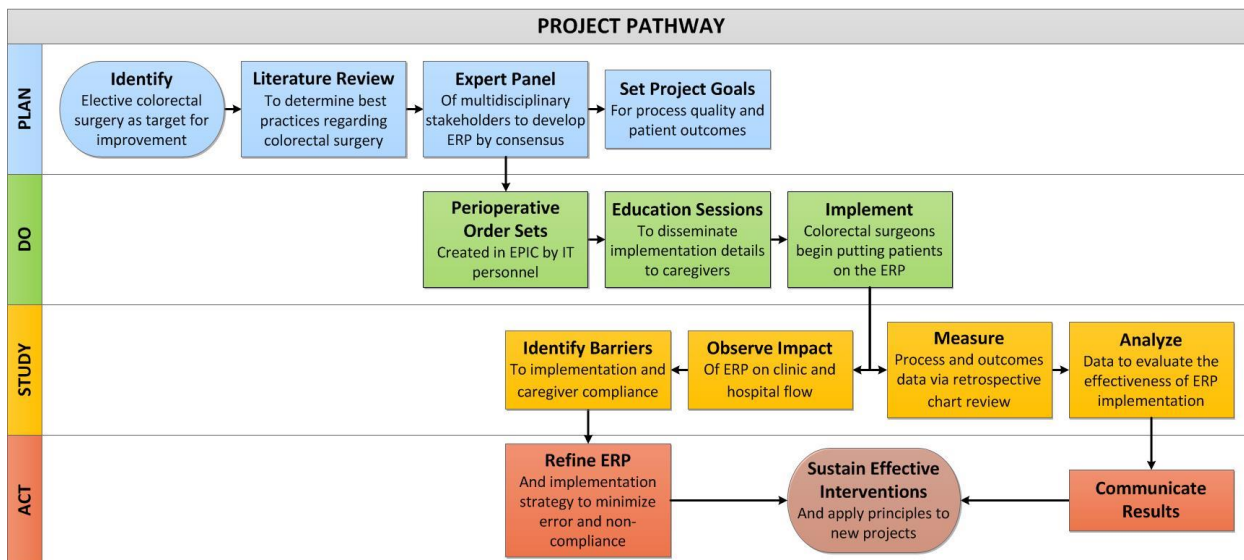 PROJECT PATHWAY
PLAN
Identify
Elective colorectal
surgery as target for
improvement
Literature Review
To determine best
practices regarding
colorectal surgery
Expert Panel
Of multidisciplinary
stakeholders to develop
ERP by consensus
Set Project Goals
For process quality and
patient outcomes
DO
Perioperative
Order Sets
Created in EPIC by IT
personnel
Education Sessions
To disseminate
implementation details
to caregivers
Implement
Colorectal surgeons
begin putting patients
on the ERP
STUDY
Identify Barriers
To implementation and
caregiver compliance
Observe Impact
Of ERP on clinic and
hospital flow
Measure
Process and outcomes
data via retrospective
chart review
Analyze
Data to evaluate the
effectiveness of ERP
implementation
ACT
Refine ERP
And implementation
strategy to minimize
error and non-
compliance
Sustain Effective
Interventions
And apply principles to
new projects
Communicate
Results